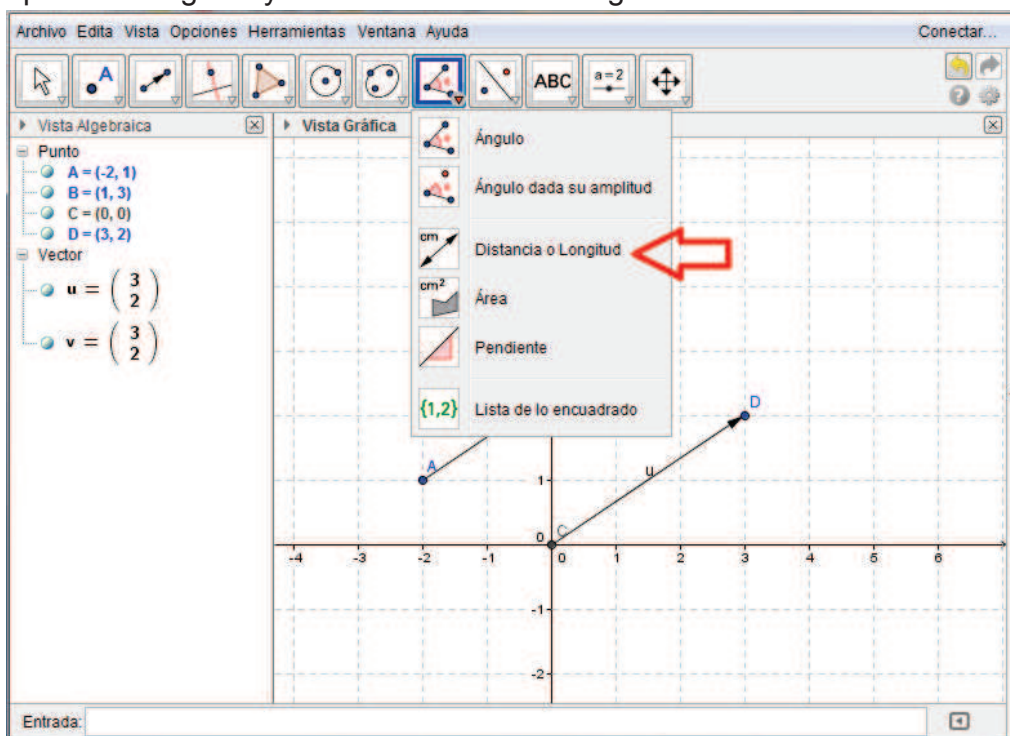 Archivo Edita Vista Opciones Herramientas Ventana Ayuda Conectar...
A ABC a=2
Vista Algebraica
Vista Gráfica
Punto
A = (-2, 1)
B = (1, 3)
C = (0, 0)
D = (3, 2)
Vector
u = ( 3 2 )
v = ( 3 2 )
Ángulo
Ángulo dada su amplitud
cm Distancia o Longitud
cm² Área
Pendiente
{1,2} Lista de lo encuadrado
D
A
u
1
0 C
-4 -3 -2 -1 0 1 2 3 4 5 6
-1
-2
Entrada: